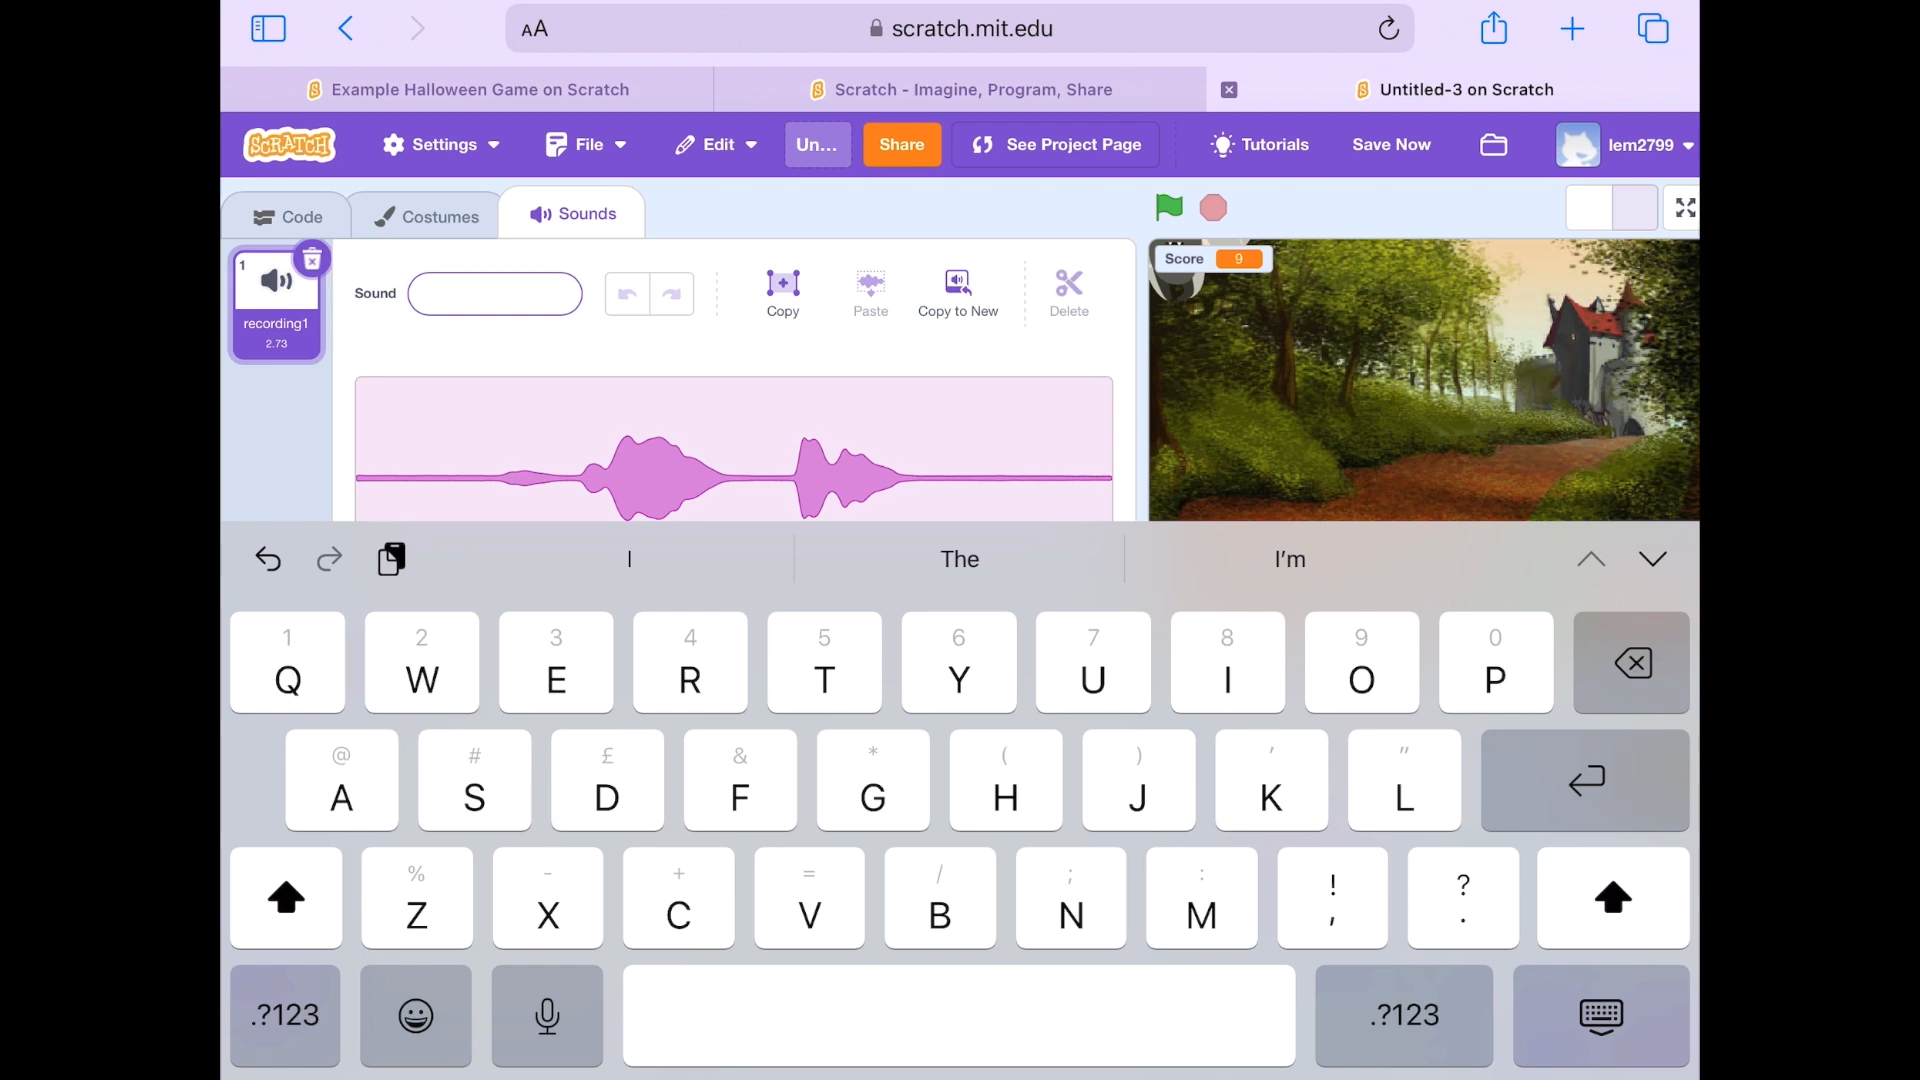 AA
scratch.mit.edu
Example Halloween Game on Scratch
Scratch - Imagine, Program, Share
Untitled-3 on Scratch
SCRATCH
Settings
File
Edit
Un...
Share
See Project Page
Tutorials
Save Now
lem2799
Code
Costumes
Sounds
1
recording1
2.73
Sound
Copy
Paste
Copy to New
Delete
Score 9
I The I’m
1 2 3 4 5 6 7 8 9 0
Q W E R T Y U I O P
@ # £ & * ( ) ' "
A S D F G H J K L
% - + = / ; : ! ?
Z X C V B N M , .
.?123 .?123